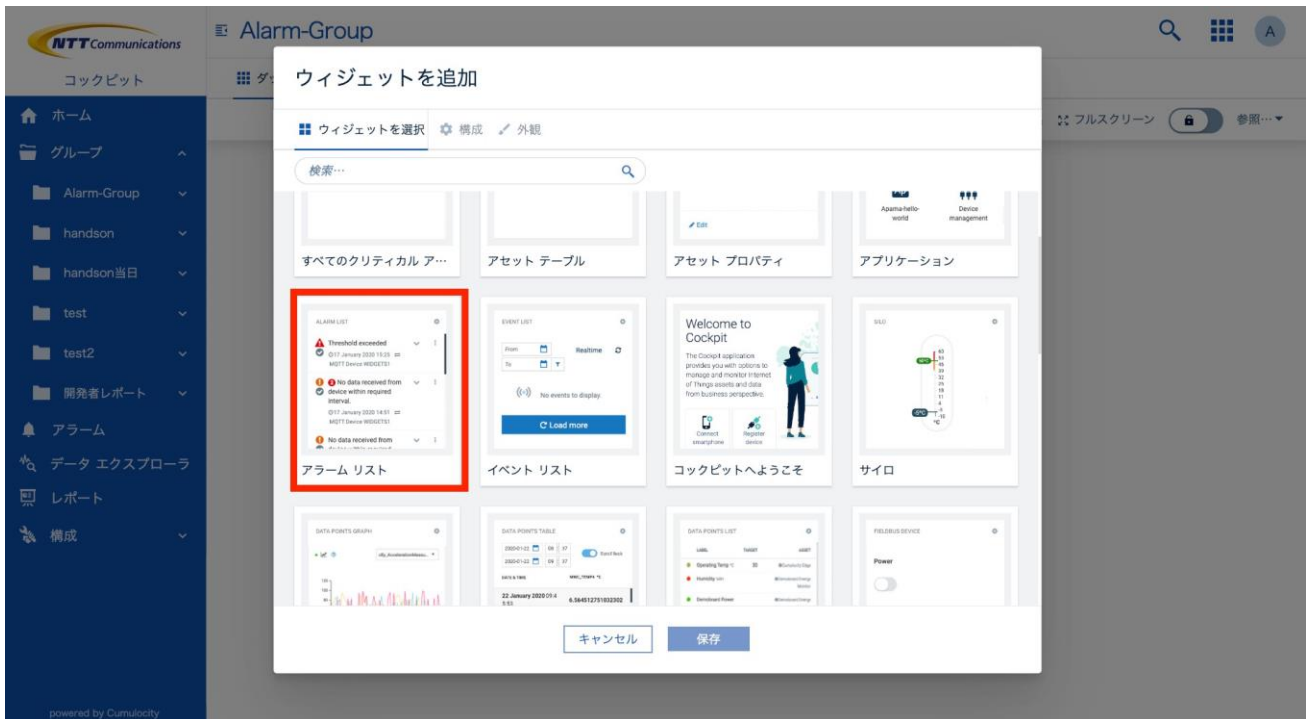 NTT Communications
コックピット
ホーム
グループ
Alarm-Group
handson
handson当日
test
test2
開発者レポート
アラーム
データ エクスプローラ
レポート
構成
powered by Cumulocity
Alarm-Group
A
フルスクリーン
参照…
ウィジェットを追加
ウィジェットを選択
構成
外観
検索…
Edit
Apama-hello-world
Device management
すべてのクリティカル ア…
アセット テーブル
アセット プロパティ
アプリケーション
ALARM LIST
Threshold exceeded
17 January 2020 15:23
MQTT Device WIDGETS1
No data received from
device within required
interval.
17 January 2020 14:51
MQTT Device WIDGETS1
No data received from
アラーム リスト
EVENT LIST
From
Realtime
To
No events to display.
Load more
イベント リスト
Welcome to
Cockpit
The Cockpit application
provides you with options to
manage and monitor Internet
of Things assets and data
from business perspective.
Connect
smartphone
Register
device
コックピットへようこそ
SILO
-5°C
°C
サイロ
DATA POINTS GRAPH
DATA POINTS TABLE
DATE & TIME
22 January 2020 09:4
6.564512751032302
DATA POINTS LIST
LABEL
TARGET
ASSET
Operating Temp °C
Humidity
Demoboard Power
FIELDBUS DEVICE
Power
キャンセル
保存